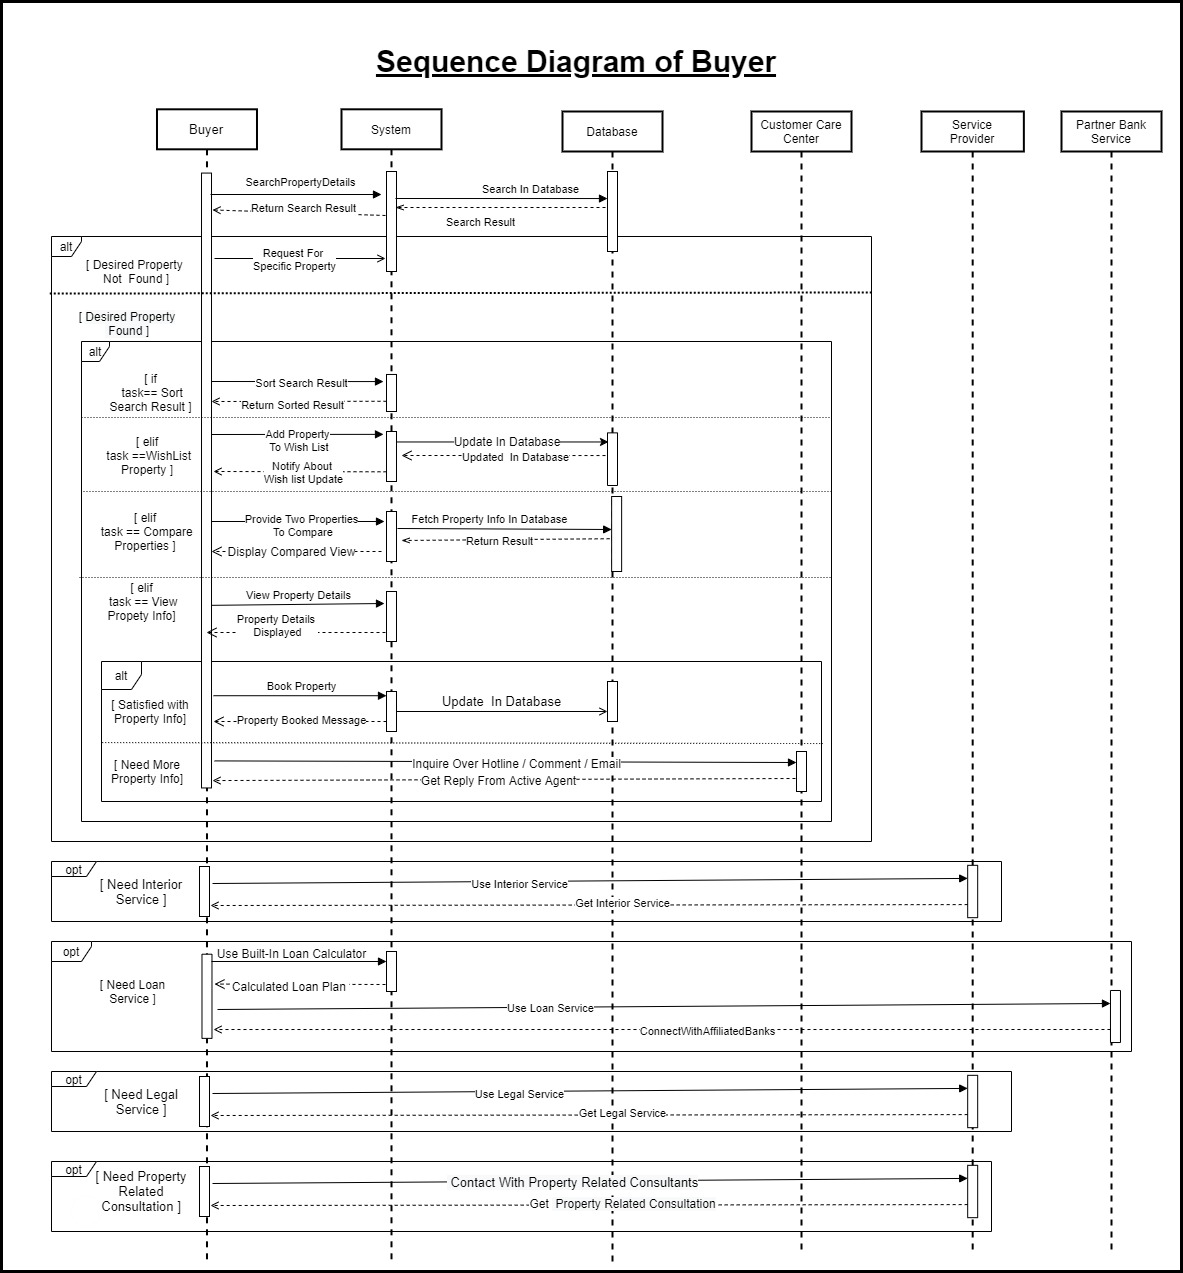 Sequence Diagram of Buyer
Buyer
System
Database
Customer Care
Center
Service
Provider
Partner Bank
Service
SearchPropertyDetails
Search In Database
Return Search Result
Search Result
alt
[ Desired Property
Not Found ]
Request For
Specific Property
[ Desired Property
Found ]
alt
[ if
task== Sort
Search Result ]
Sort Search Result
Return Sorted Result
[ elif
task ==WishList
Property ]
Add Property
To Wish List
Update In Database
Updated In Database
Notify About
Wish list Update
[ elif
task == Compare
Properties ]
Provide Two Properties
To Compare
Fetch Property Info In Database
Return Result
Display Compared View
[ elif
task == View
Propety Info]
View Property Details
Property Details
Displayed
alt
[ Satisfied with
Property Info]
Book Property
Update In Database
Property Booked Message
[ Need More
Property Info]
Inquire Over Hotline / Comment / Email
Get Reply From Active Agent
opt
[ Need Interior
Service ]
Use Interior Service
Get Interior Service
opt
[ Need Loan
Service ]
Use Built-In Loan Calculator
Calculated Loan Plan
Use Loan Service
ConnectWithAffiliatedBanks
opt
[ Need Legal
Service ]
Use Legal Service
Get Legal Service
opt
[ Need Property
Related
Consultation ]
Contact With Property Related Consultants
Get Property Related Consultation